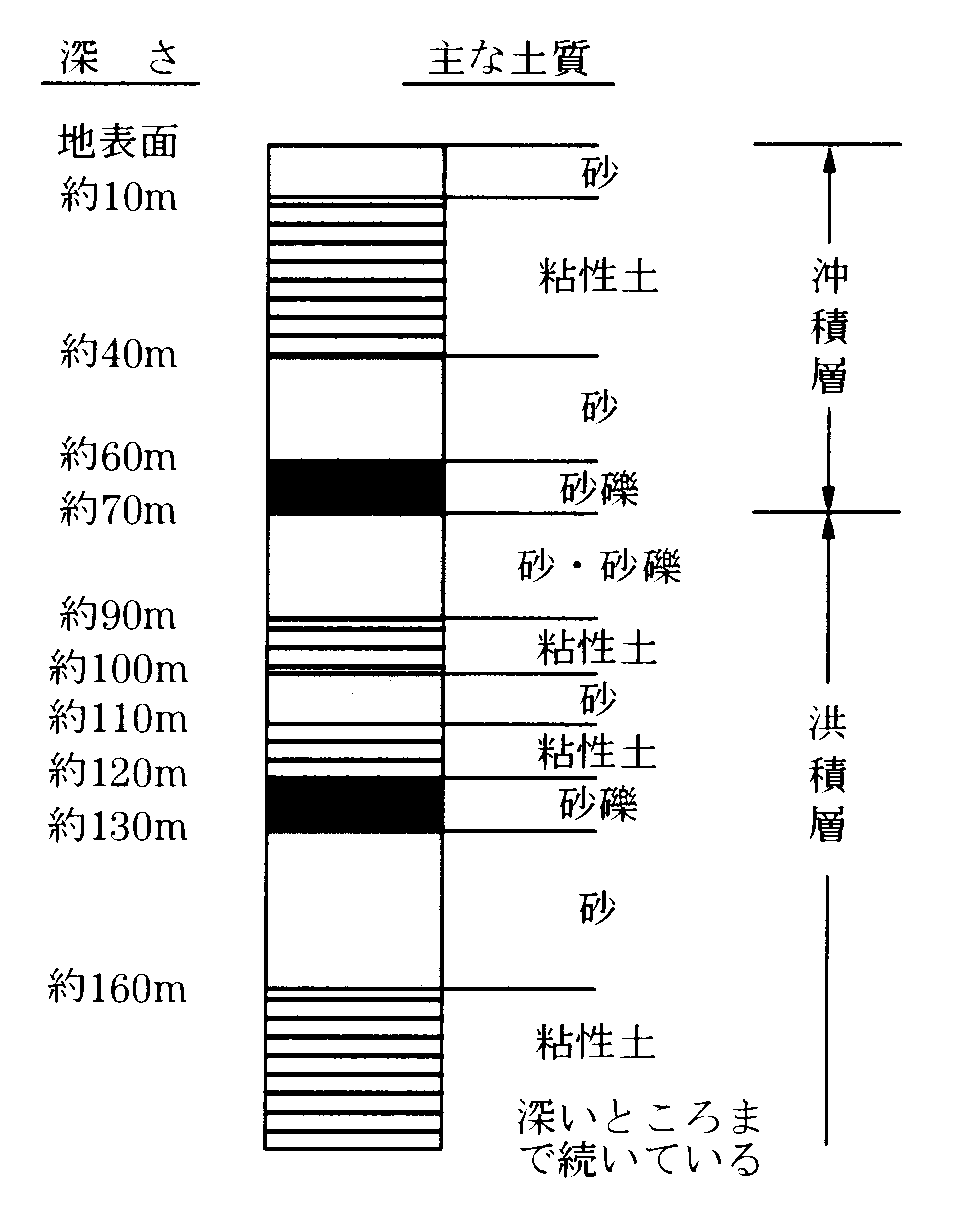 深さ 主な土質
地表面
砂
約10m
粘性土
約40m
砂
約60m
砂礫
約70m
砂・砂礫
約90m
粘性土
約100m
砂
約110m
粘性土
約120m
砂礫
約130m
砂
約160m
粘性土
深いところま
で続いている
沖積層
洪積層